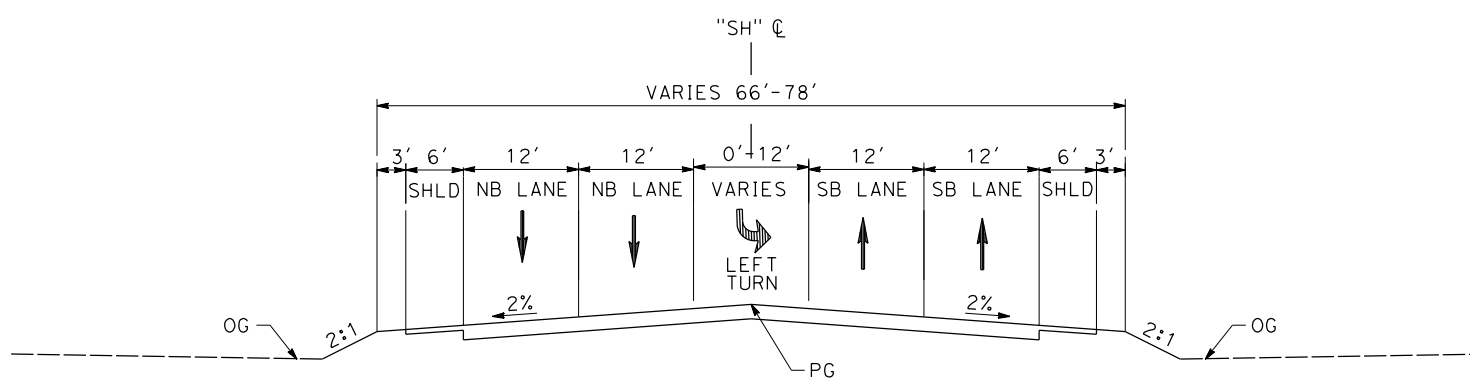 "SH" ℄
VARIES 66'-78'
3' 6' 12' 12' 0'-12' 12' 12' 6' 3'
SHLD NB LANE NB LANE VARIES SB LANE SB LANE SHLD
LEFT
TURN
2% 2%
OG 2:1 2:1 OG
PG